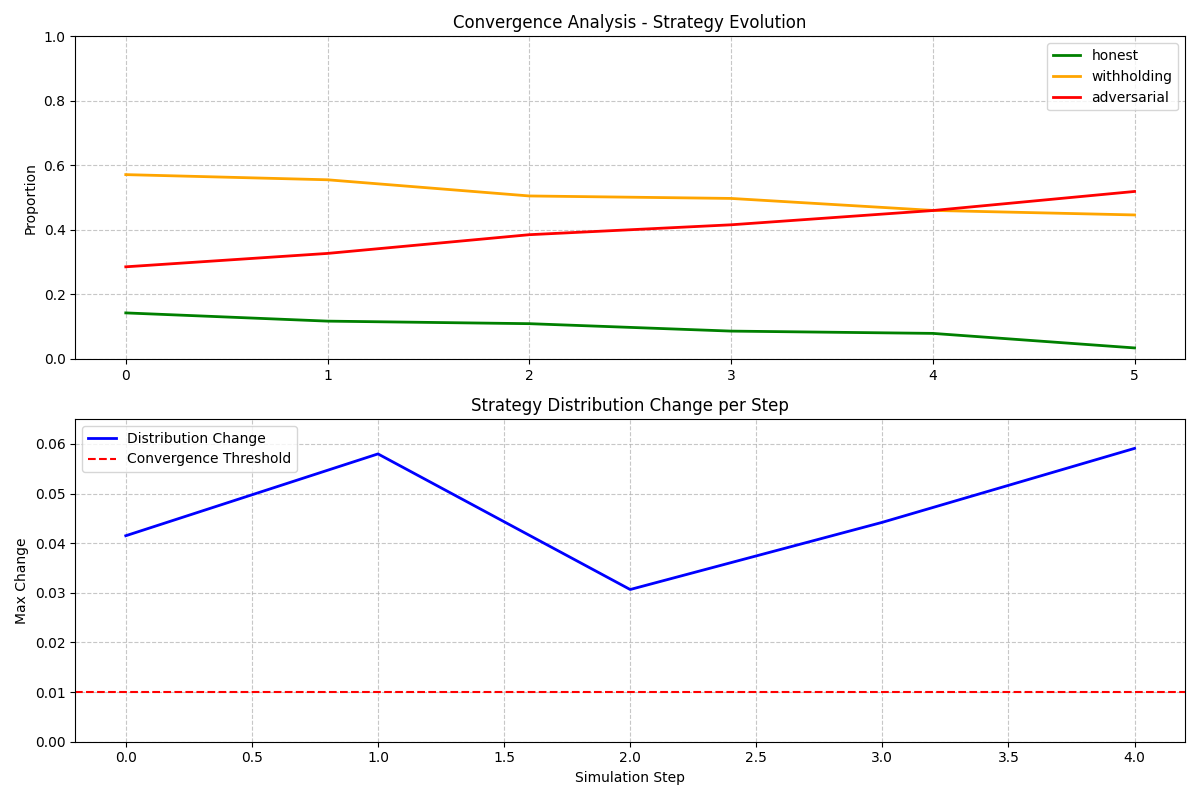 Convergence Analysis - Strategy Evolution
1.0
0.8
0.6
0.4
0.2
0.0
Proportion
honest
withholding
adversarial
0 1 2 3 4 5
Strategy Distribution Change per Step
0.06
0.05
0.04
0.03
0.02
0.01
0.00
Max Change
Distribution Change
Convergence Threshold
0.0 0.5 1.0 1.5 2.0 2.5 3.0 3.5 4.0
Simulation Step